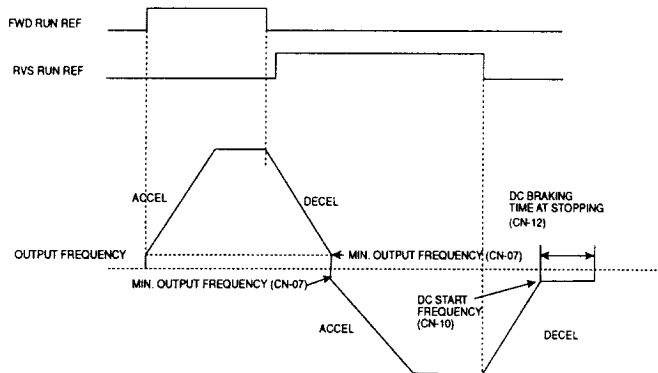 FWD RUN REF
RVS RUN REF
ACCEL
DECEL
DC BRAKING
TIME AT STOPPING
(CN-12)
OUTPUT FREQUENCY
MIN. OUTPUT FREQUENCY (CN-07)
MIN. OUTPUT FREQUENCY (CN-07)
DC START
FREQUENCY
(CN-10)
ACCEL
DECEL